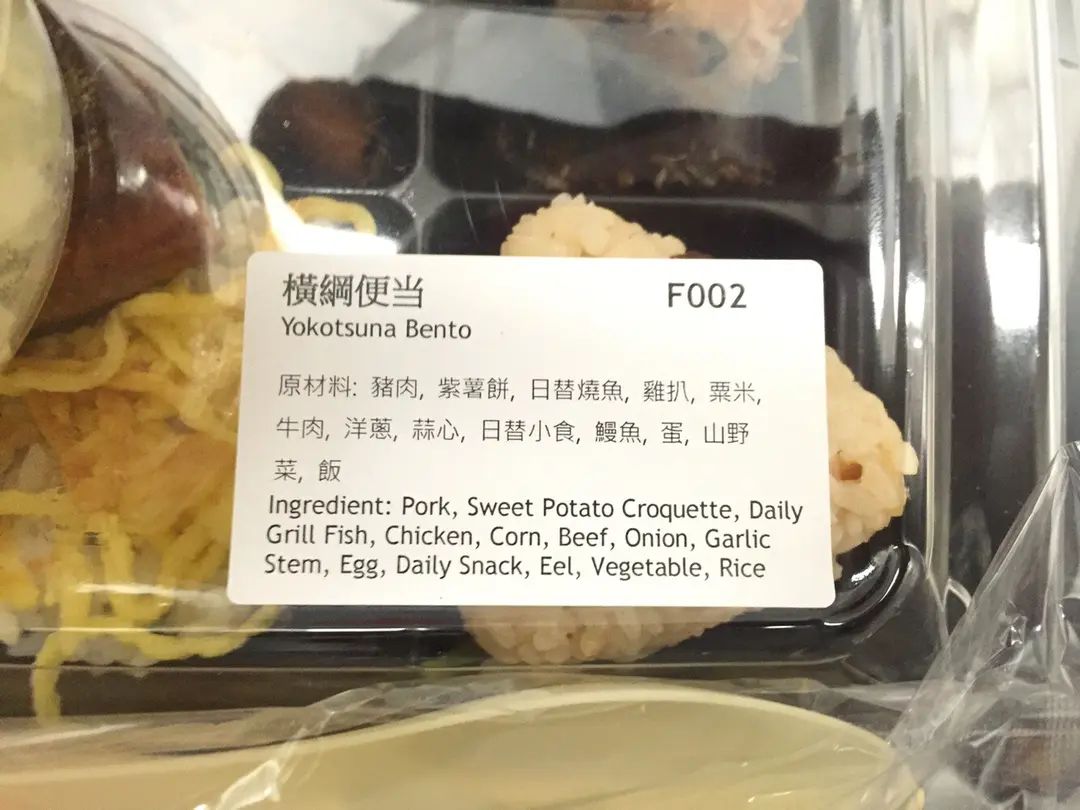 橫綱便当 F002
Yokotsuna Bento
原材料: 豬肉, 紫薯餅, 日替燒魚, 雞扒, 粟米,
牛肉, 洋蔥, 蒜心, 日替小食, 鰻魚, 蛋, 山野
菜, 飯
Ingredient: Pork, Sweet Potato Croquette, Daily
Grill Fish, Chicken, Corn, Beef, Onion, Garlic
Stem, Egg, Daily Snack, Eel, Vegetable, Rice